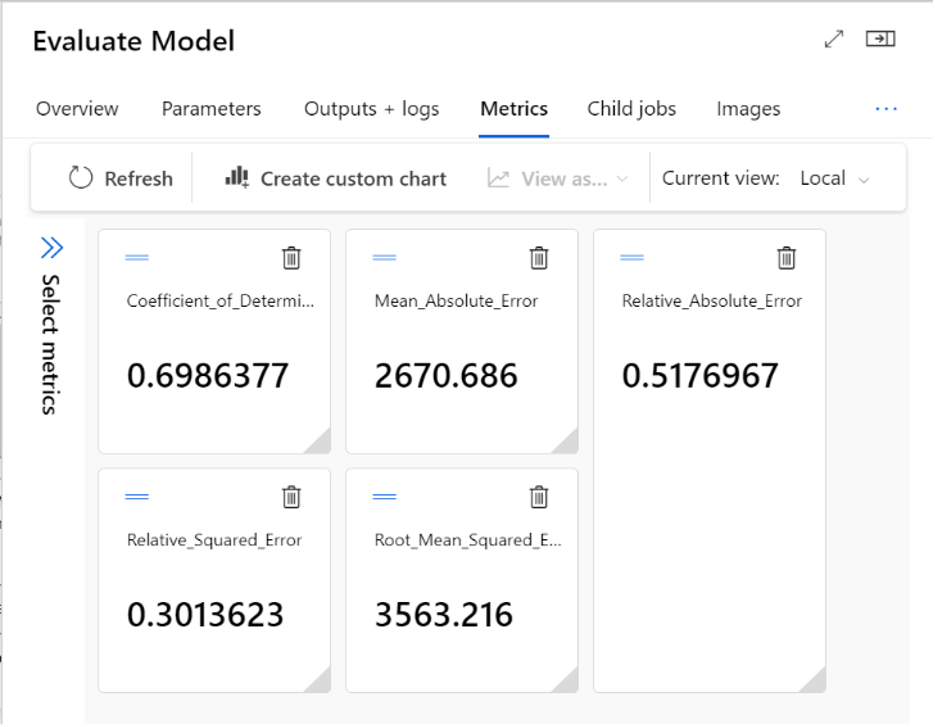 Evaluate Model
Overview Parameters Outputs + logs Metrics Child jobs Images ...
Refresh Create custom chart View as... Current view: Local
Select metrics
Coefficient_of_Determi... Mean_Absolute_Error Relative_Absolute_Error
0.6986377 2670.686 0.5176967
Relative_Squared_Error Root_Mean_Squared_E...
0.3013623 3563.216